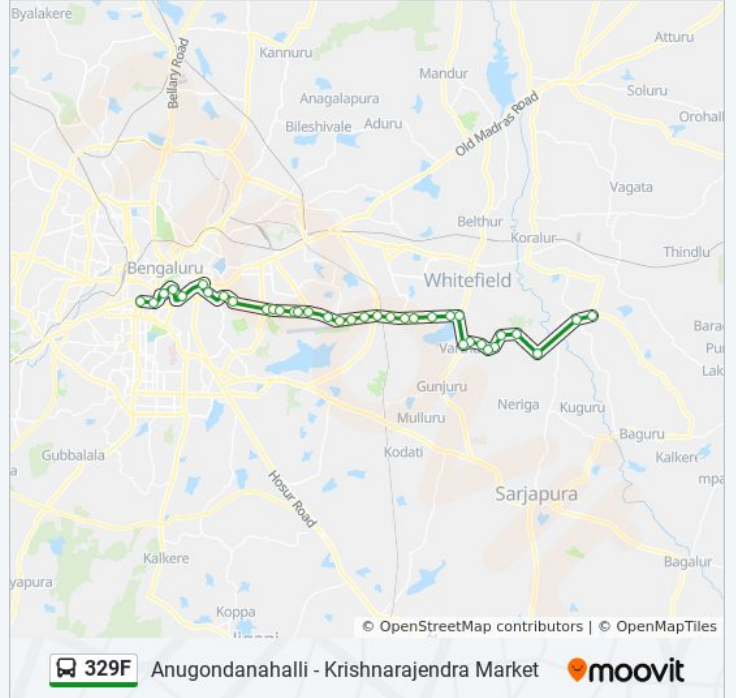 Byalakere
Bellary Road
Kannuru
Atturu
Mandur
Soluru
Anagalapura
Bileshivale Aduru
Old Madras Road
Orohall
Vagata
Belthur
Koralur
Thindlu
Bengaluru
Whitefield
Bara
Pu
Lak
Gunjuru
Mulluru
Neriga
Kuguru
Baguru
Gubbalala
Kodati
Kalkere
a
mpa
Hosur Road
Sarjapura
Kalkere
Bagalur
yapura
Koppa
© OpenStreetMap contributors | © OpenMapTiles
329F Anugondanahalli - Krishnarajendra Market moovit